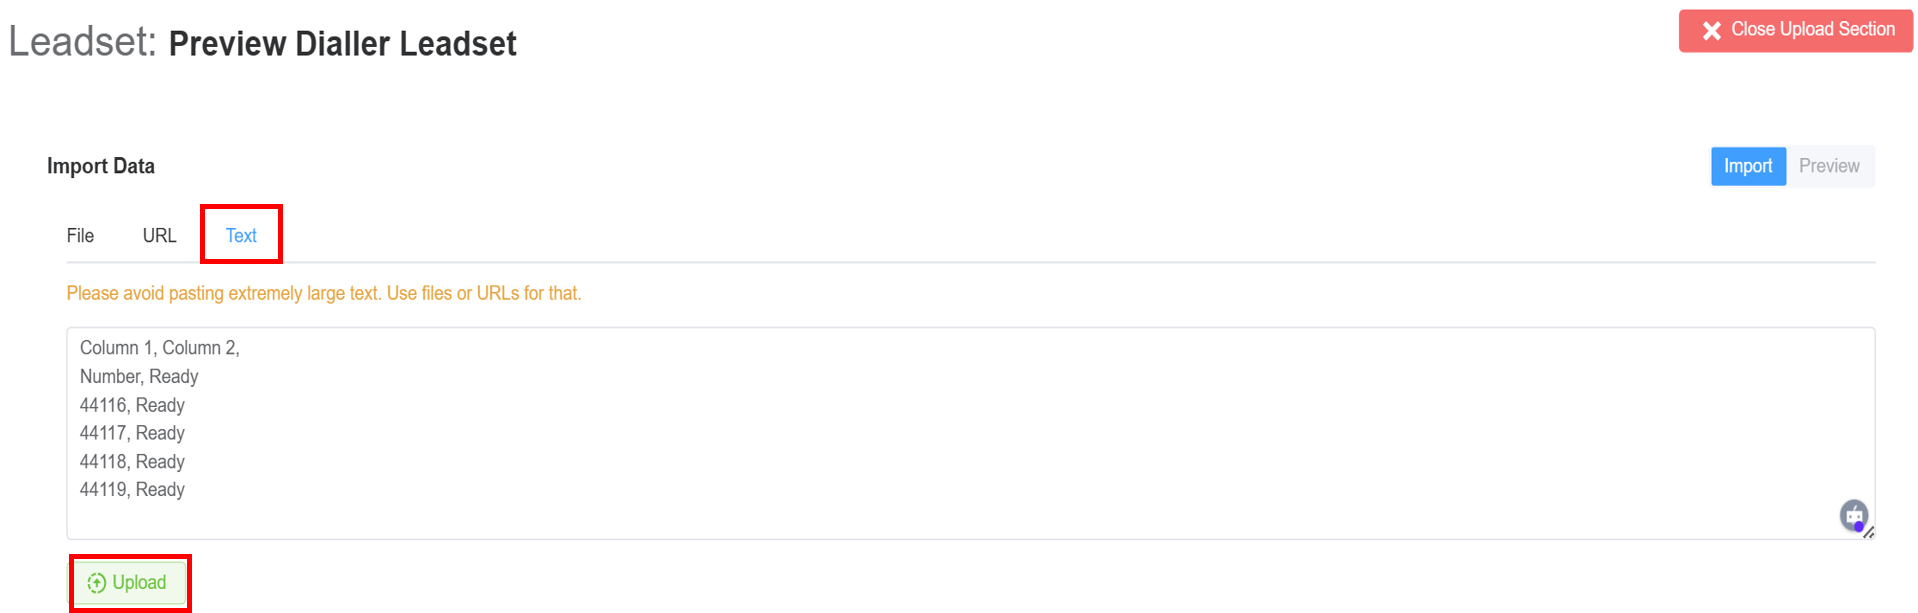 Leadset: Preview Dialler Leadset
Close Upload Section
Import Data
Import Preview
File URL Text
Please avoid pasting extremely large text. Use files or URLs for that.
Column 1, Column 2,
Number, Ready
44116, Ready
44117, Ready
44118, Ready
44119, Ready
Upload